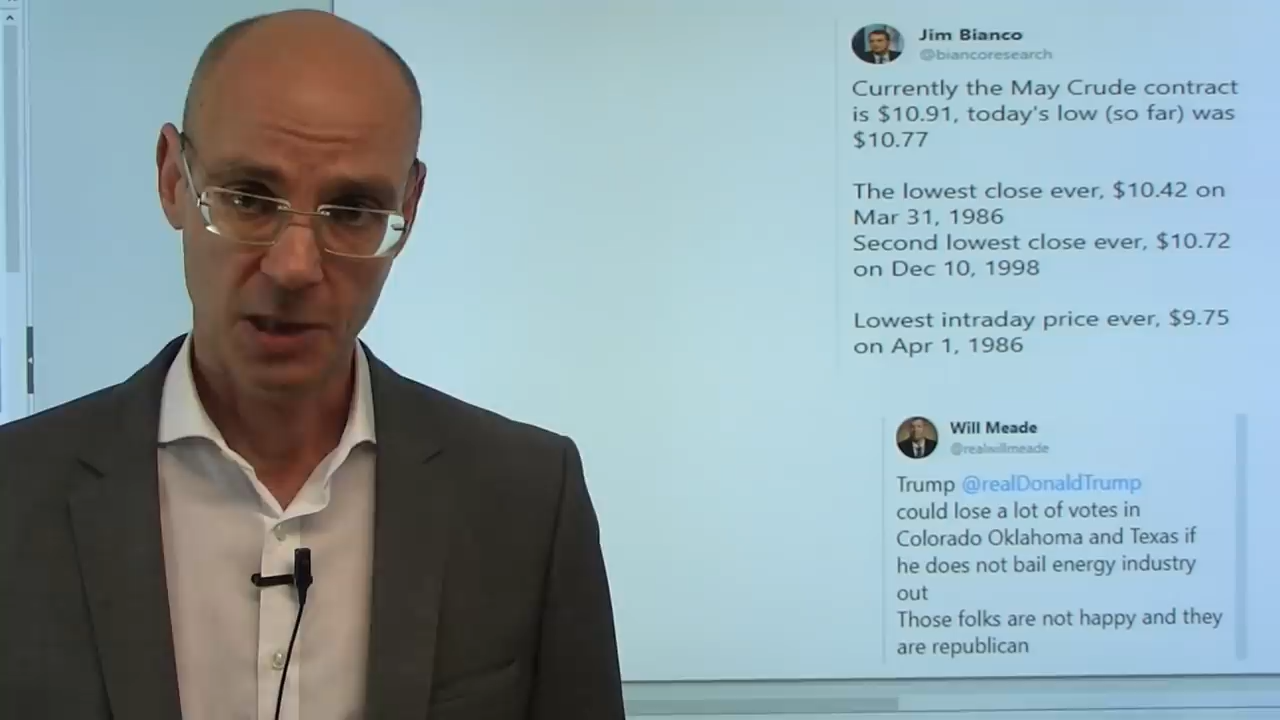 Jim Bianco
@biancoresearch
Currently the May Crude contract
is $10.91, today's low (so far) was
$10.77
The lowest close ever, $10.42 on
Mar 31, 1986
Second lowest close ever, $10.72
on Dec 10, 1998
Lowest intraday price ever, $9.75
on Apr 1, 1986
Will Meade
@realwillmeade
Trump @realDonaldTrump
could lose a lot of votes in
Colorado Oklahoma and Texas if
he does not bail energy industry
out
Those folks are not happy and they
are republican